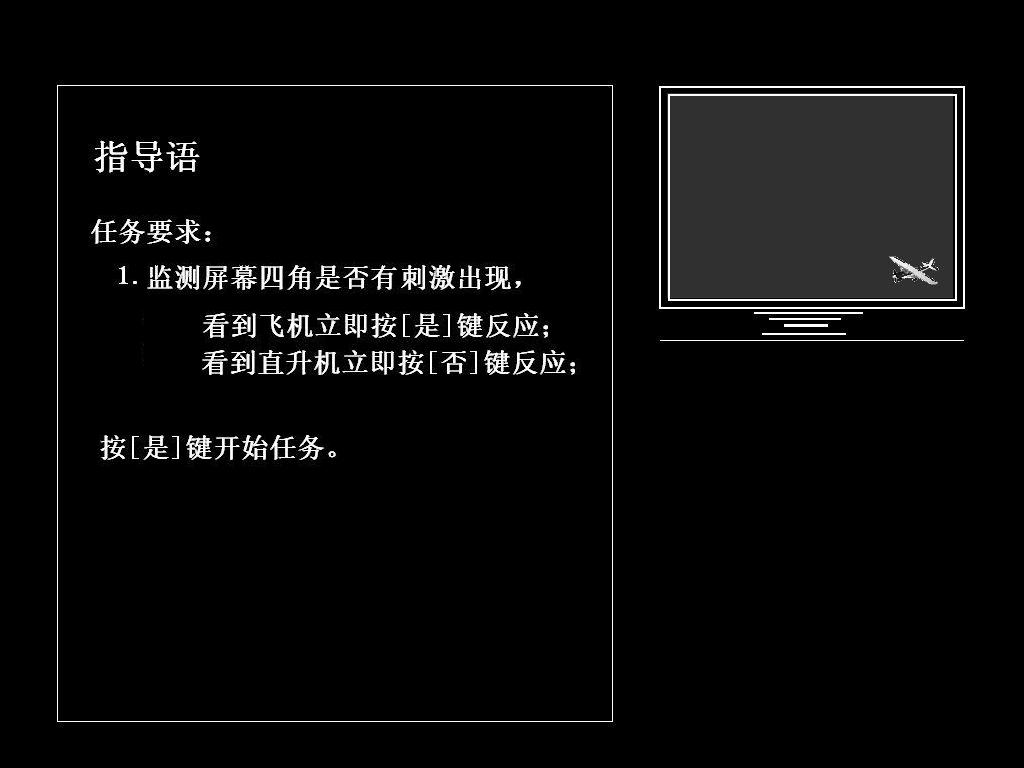 指导语
任务要求：
1. 监测屏幕四角是否有刺激出现，
看到飞机立即按[是]键反应；
看到直升机立即按[否]键反应；
按[是]键开始任务。